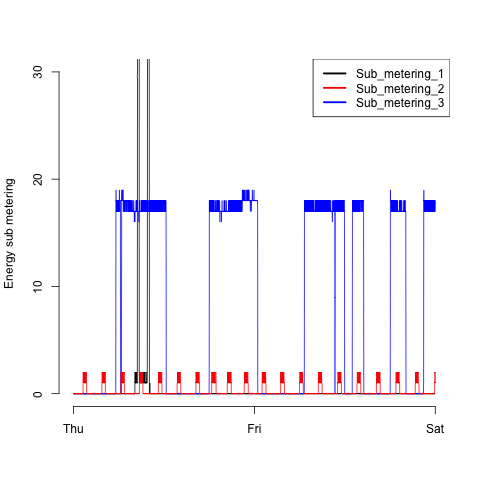 Sub_metering_1
Sub_metering_2
Sub_metering_3
Energy sub metering
30
20
10
0
Thu Fri Sat